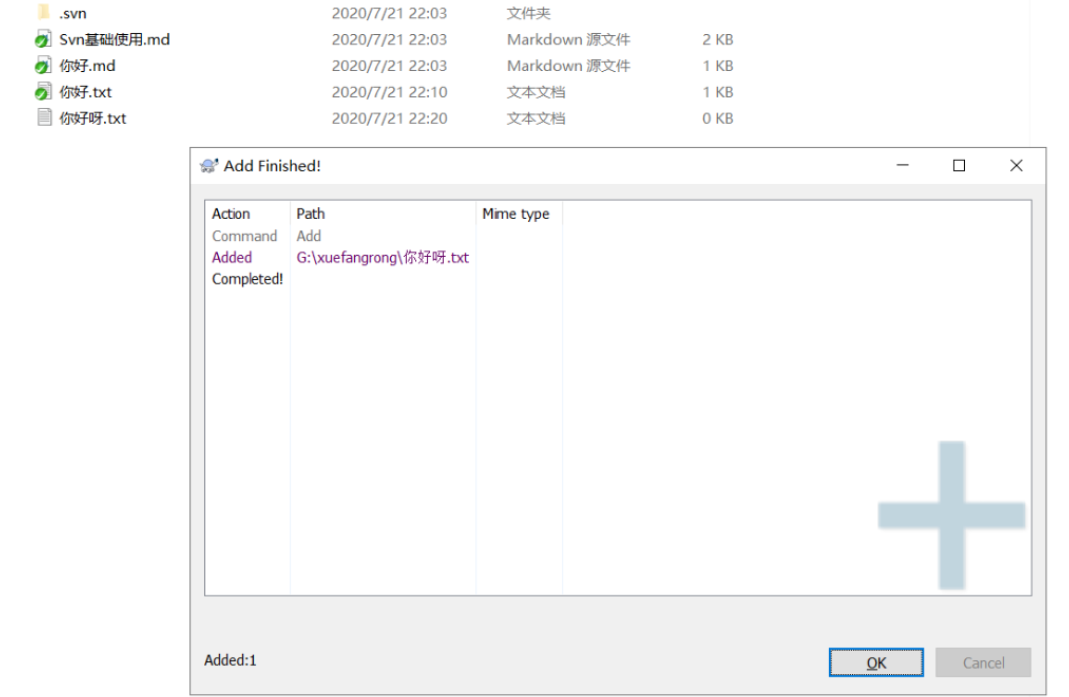 .svn 2020/7/21 22:03 文件夹
Svn基础使用.md 2020/7/21 22:03 Markdown 源文件 2 KB
你好.md 2020/7/21 22:03 Markdown 源文件 1 KB
你好.txt 2020/7/21 22:10 文本文档 1 KB
你好呀.txt 2020/7/21 22:20 文本文档 0 KB
Add Finished!
Action Path Mime type
Command Add
Added G:\xuefangrong\你好呀.txt
Completed!
Added:1
OK Cancel